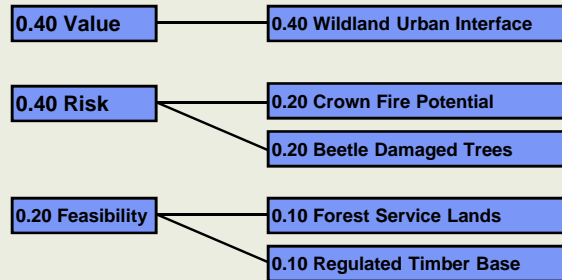 0.40 Value
0.40 Wildland Urban Interface
0.40 Risk
0.20 Crown Fire Potential
0.20 Beetle Damaged Trees
0.20 Feasibility
0.10 Forest Service Lands
0.10 Regulated Timber Base